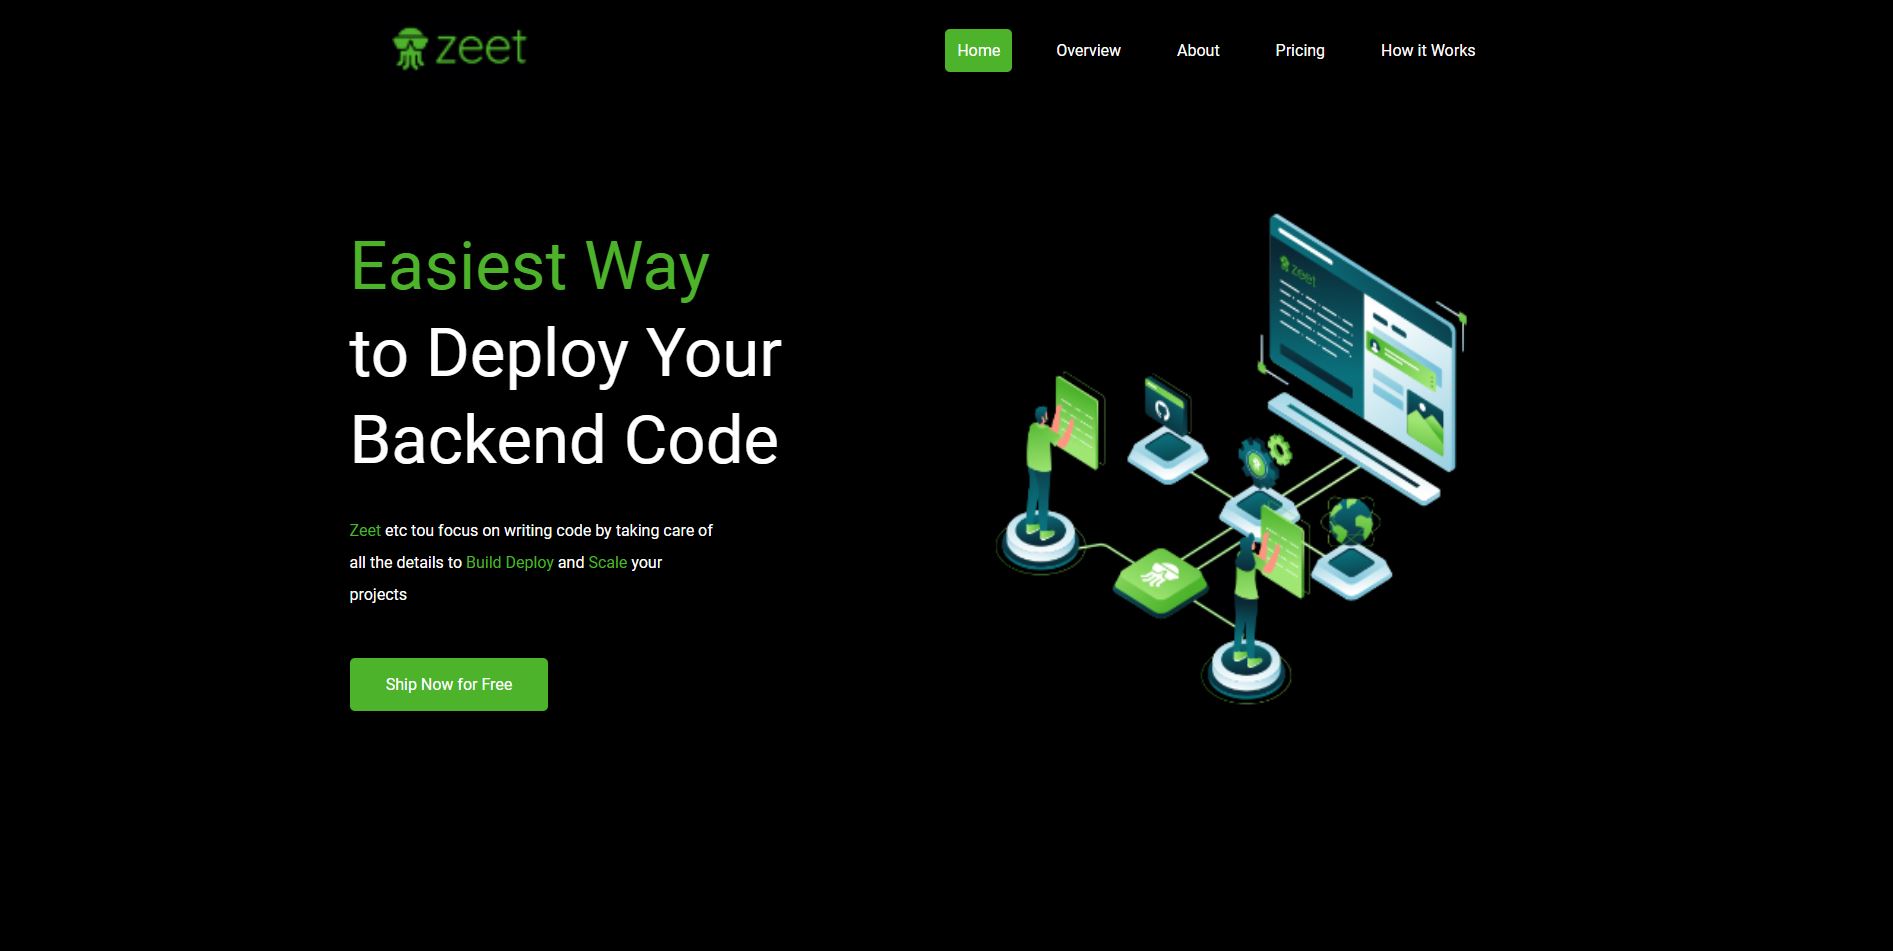 zeet
Home Overview About Pricing How it Works
Easiest Way
to Deploy Your
Backend Code
Zeet etc tou focus on writing code by taking care of
all the details to Build Deploy and Scale your
projects
Ship Now for Free
zeet